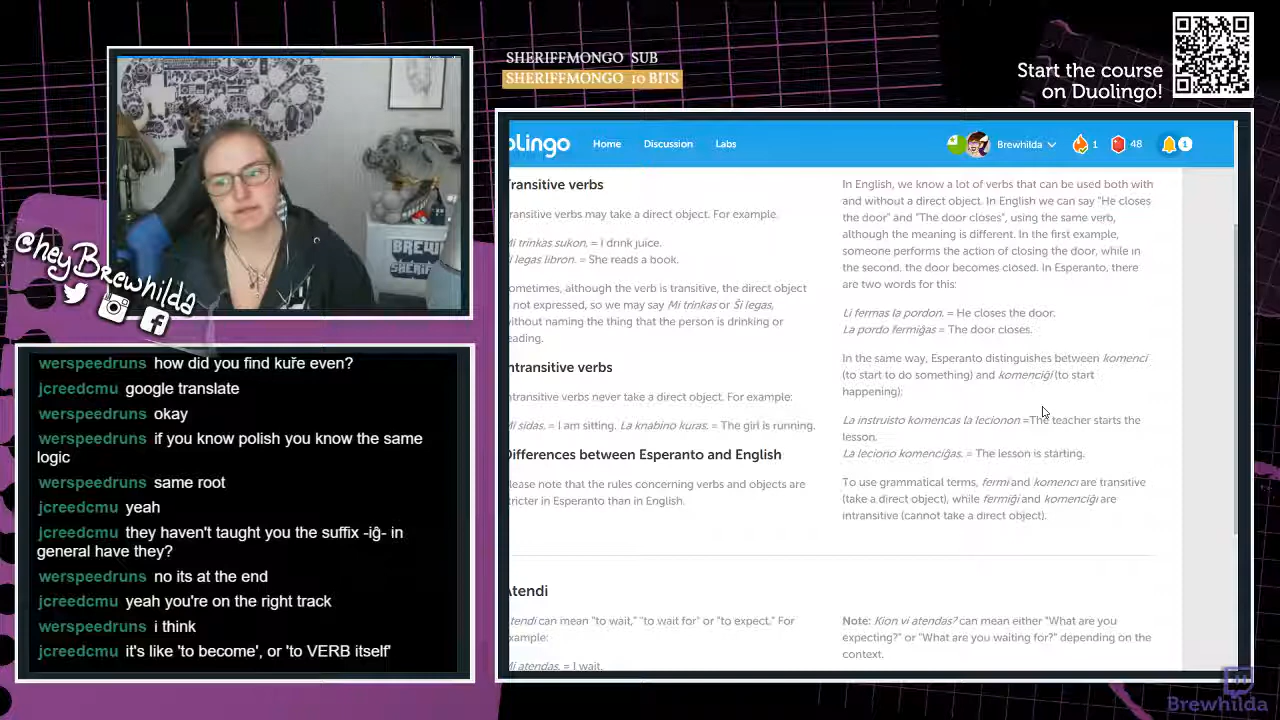 SHERIFFMONGO SUB
SHERIFFMONGO 10 BITS
Start the course
on Duolingo!
@heyBrewhilda
BREW
SHERIF
olingo Home Discussion Labs Brewhilda 1 48 1
ransitive verbs
ransitive verbs may take a direct object. For example:
Mi trinkas sukon. = I drink juice.
i legas libron. = She reads a book.
ometimes, although the verb is transitive, the direct object
not expressed, so we may say Mi trinkas or Ŝi legas,
ithout naming the thing that the person is drinking or
eading.
ntransitive verbs
ntransitive verbs never take a direct object. For example:
Mi sidas. = I am sitting. La knabino kuras. = The girl is running.
Differences between Esperanto and English
lease note that the rules concerning verbs and objects are
tricter in Esperanto than in English.
In English, we know a lot of verbs that can be used both with
and without a direct object. In English we can say "He closes
the door" and "The door closes", using the same verb,
although the meaning is different. In the first example,
someone performs the action of closing the door, while in
the second, the door becomes closed. In Esperanto, there
are two words for this:
Li fermas la pordon. = He closes the door.
La pordo fermiĝas = The door closes.
In the same way, Esperanto distinguishes between komenci
(to start to do something) and komenciĝi (to start
happening):
La instruisto komencas la lecionon =The teacher starts the
lesson.
La leciono komenciĝas. = The lesson is starting.
To use grammatical terms, fermi and komenci are transitive
(take a direct object), while fermiĝi and komenciĝi are
intransitive (cannot take a direct object).
Atendi
tendi can mean "to wait," "to wait for" or "to expect." For
xample:
Mi atendas. = I wait.
Note: Kion vi atendas? can mean either "What are you
expecting?" or "What are you waiting for?" depending on the
context.
werspeedruns how did you find kuře even?
jcreedcmu google translate
werspeedruns okay
werspeedruns if you know polish you know the same
logic
werspeedruns same root
jcreedcmu yeah
jcreedcmu they haven't taught you the suffix -iĝ- in
general have they?
werspeedruns no its at the end
jcreedcmu yeah you're on the right track
werspeedruns i think
jcreedcmu it's like 'to become', or 'to VERB itself'
Brewhilda